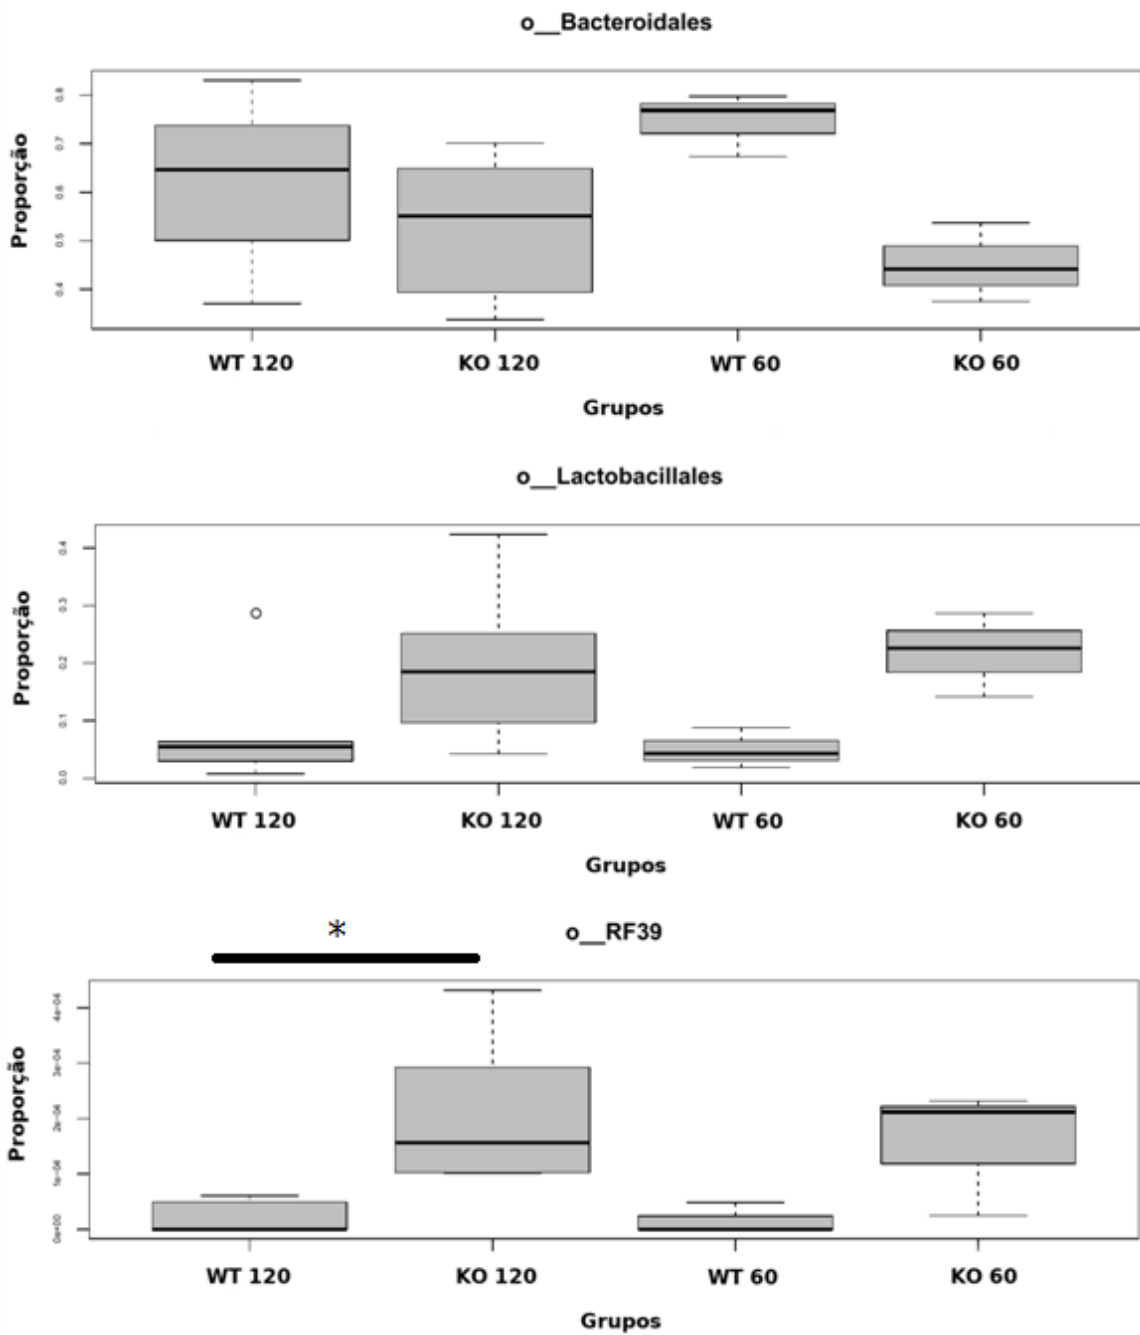 o__Bacteroidales
Proporção
0.8
0.7
0.6
0.5
0.4
WT 120 KO 120 WT 60 KO 60
Grupos
o__Lactobacillales
Proporção
0.4
0.3
0.2
0.1
0.0
WT 120 KO 120 WT 60 KO 60
Grupos
*
o__RF39
Proporção
4e-04
3e-04
2e-04
1e-04
0e+00
WT 120 KO 120 WT 60 KO 60
Grupos